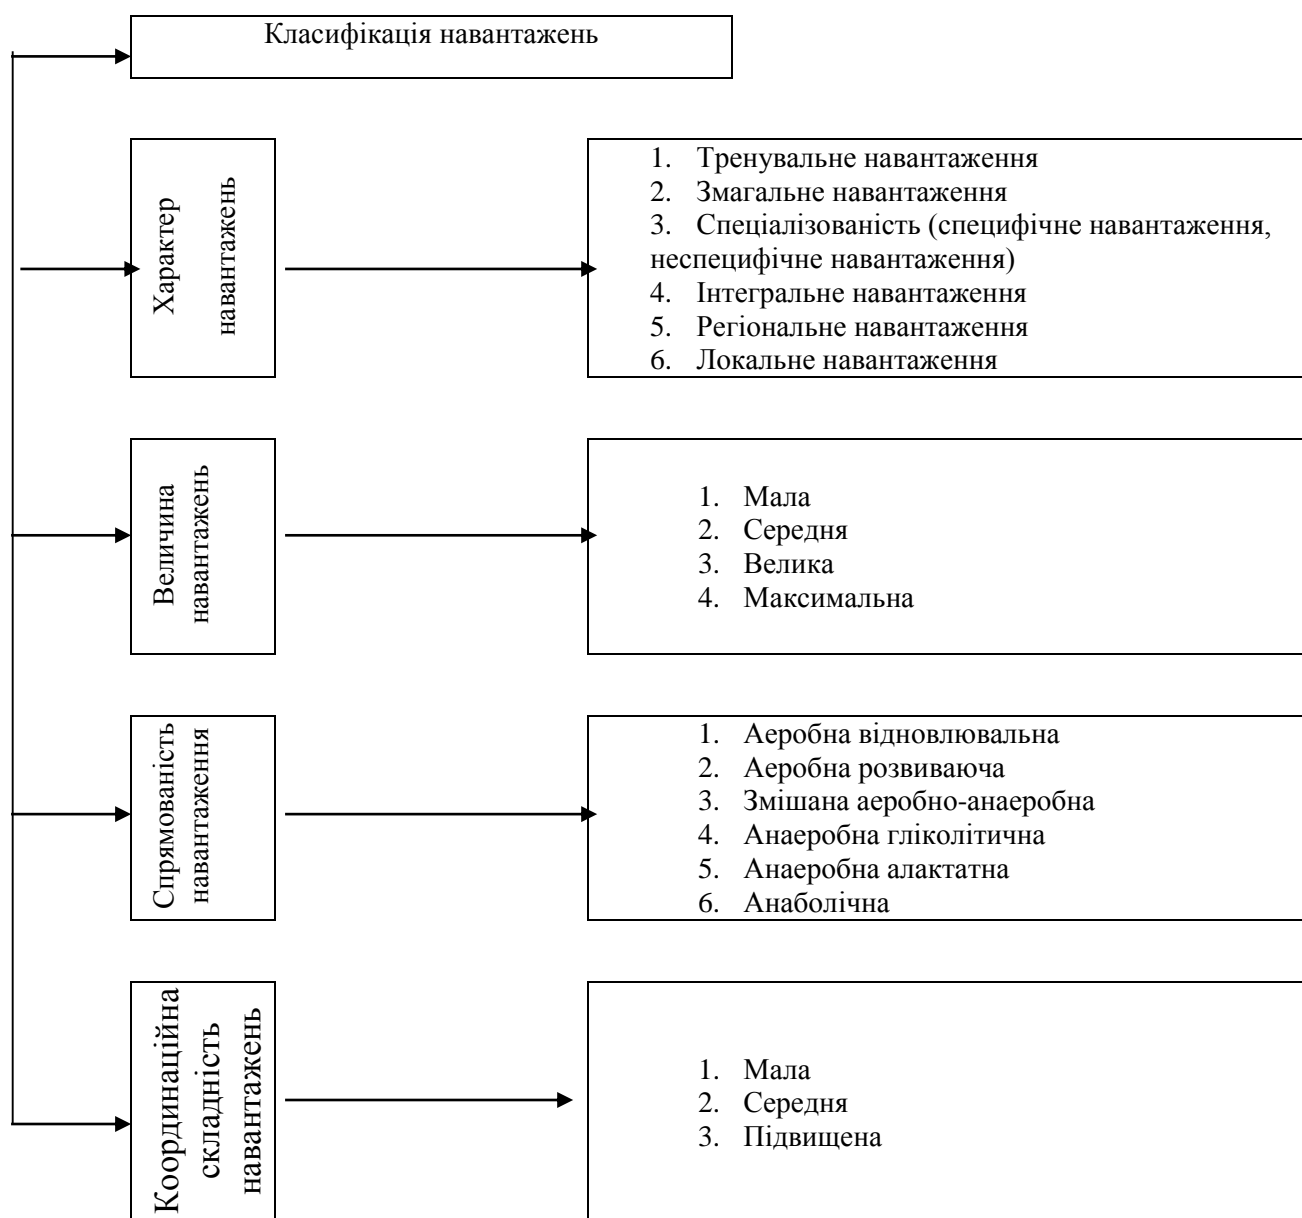 Класифікація навантажень
Характер
навантажень
1. Тренувальне навантаження
2. Змагальне навантаження
3. Спеціалізованість (специфічне навантаження,
неспецифічне навантаження)
4. Інтегральне навантаження
5. Регіональне навантаження
6. Локальне навантаження
Величина
навантажень
1. Мала
2. Середня
3. Велика
4. Максимальна
Спрямованість
навантаження
1. Аеробна відновлювальна
2. Аеробна розвиваюча
3. Змішана аеробно-анаеробна
4. Анаеробна гліколітична
5. Анаеробна алактатна
6. Анаболічна
Координаційна
складність
навантажень
1. Мала
2. Середня
3. Підвищена